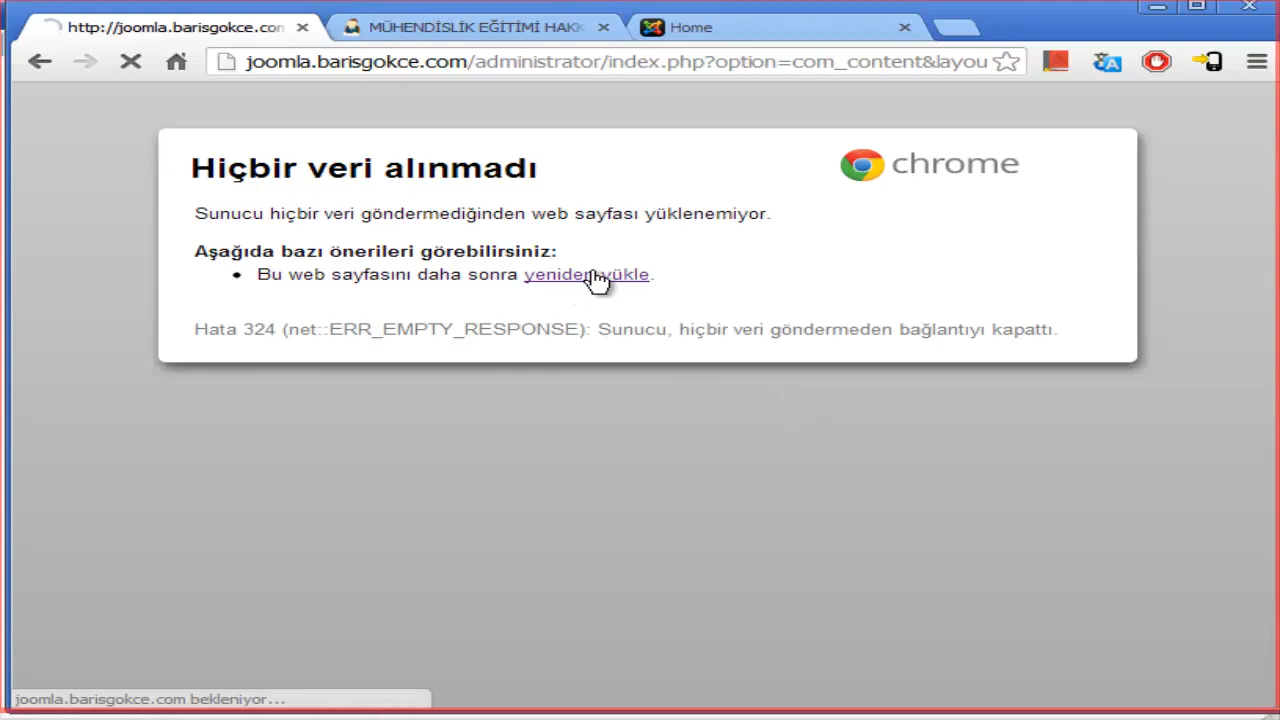 http://joomla.barisgokce.con
MÜHENDİSLİK EĞİTİMİ HAKK
Home
joomla.barisgokce.com/administrator/index.php?option=com_content&layou
Hiçbir veri alınmadı
chrome
Sunucu hiçbir veri göndermediğinden web sayfası yüklenemiyor.
Aşağıda bazı önerileri görebilirsiniz:
• Bu web sayfasını daha sonra yeniden yükle.
Hata 324 (net::ERR_EMPTY_RESPONSE): Sunucu, hiçbir veri göndermeden bağlantıyı kapattı.
joomla.barisgokce.com bekleniyor...